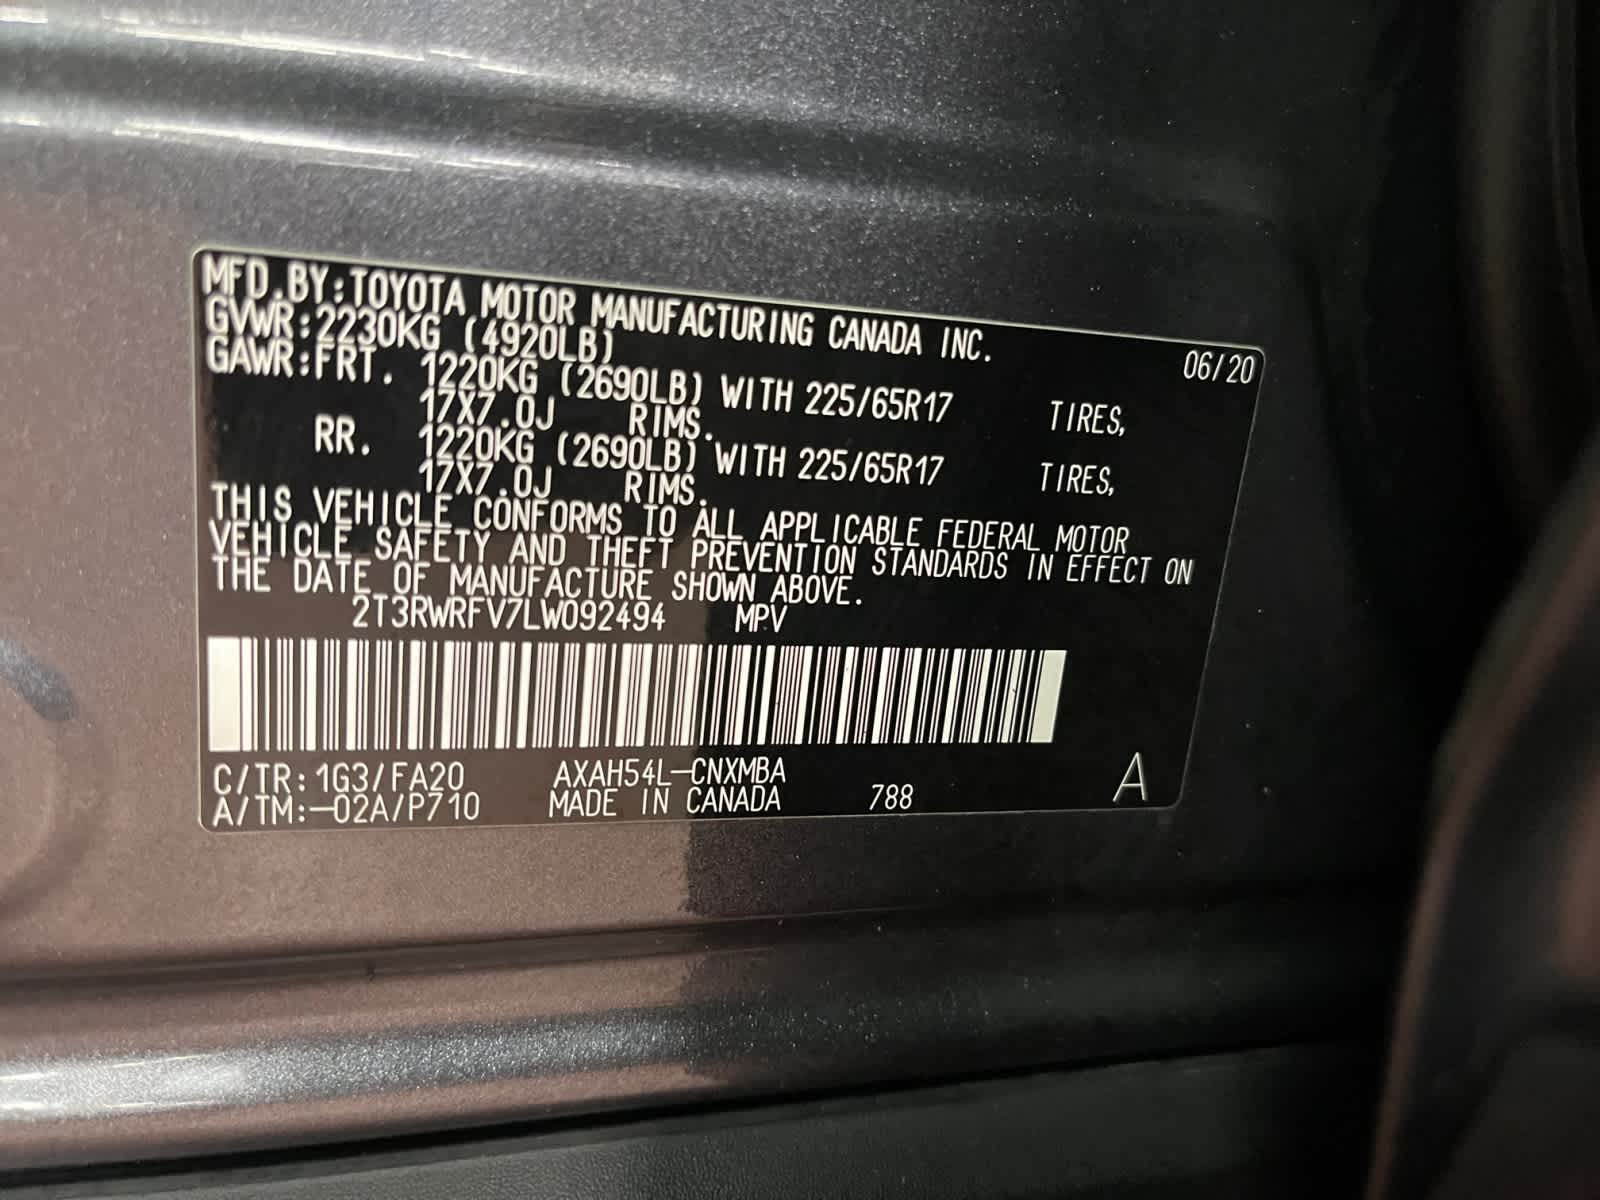 MFD.BY:TOYOTA MOTOR MANUFACTURING CANADA INC. 06/20
GVWR:2230KG (4920LB)
GAWR:FRT. 1220KG (2690LB) WITH 225/65R17 TIRES,
17X7.0J RIMS.
RR. 1220KG (2690LB) WITH 225/65R17 TIRES,
17X7.0J RIMS.
THIS VEHICLE CONFORMS TO ALL APPLICABLE FEDERAL MOTOR
VEHICLE SAFETY AND THEFT PREVENTION STANDARDS IN EFFECT ON
THE DATE OF MANUFACTURE SHOWN ABOVE.
2T3RWRFV7LW092494 MPV
C/TR:1G3/FA20 AXAH54L-CNXMBA
A/TM:-02A/P710 MADE IN CANADA 788 A